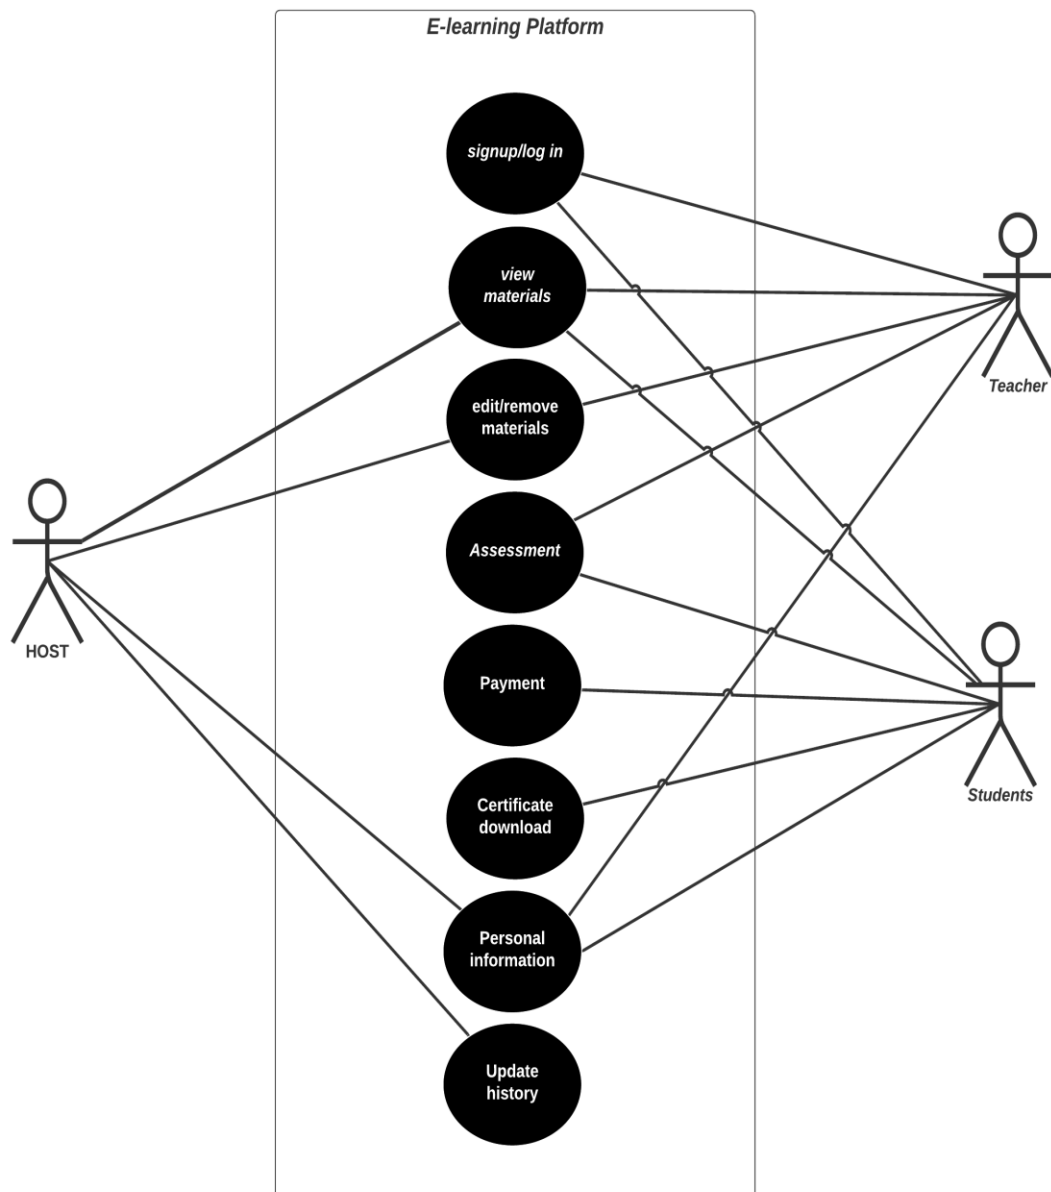 E-learning Platform
signup/log in
view
materials
edit/remove
materials
Teacher
Assessment
HOST
Payment
Students
Certificate
download
Personal
information
Update
history